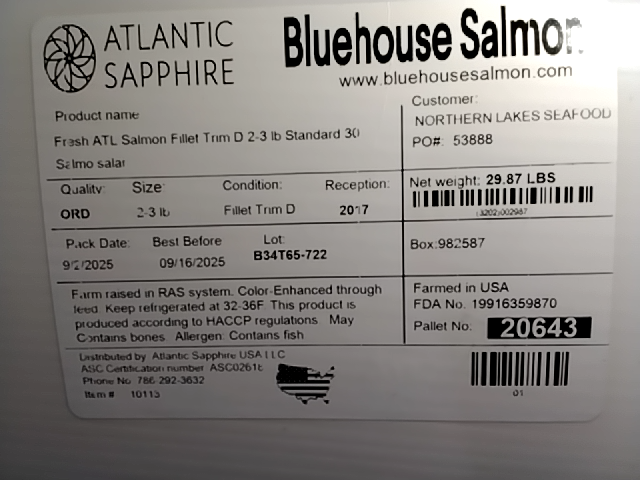 ATLANTIC
SAPPHIRE
Bluehouse Salmon
www.bluehousesalmon.com
Product name
Fresh ATL Salmon Fillet Trim D 2-3 lb Standard 30
Salmo salar
Customer:
NORTHERN LAKES SEAFOOD
PO#: 53888
Quality: Size: Condition: Reception:
ORD 2-3 lb Fillet Trim D 2017
Net weight: 29.87 LBS
(3202)002987
Pack Date: Best Before Lot:
9/2/2025 09/16/2025 B34T65-722
Box:982587
Farm raised in RAS system. Color-Enhanced through
feed. Keep refrigerated at 32-36F. This product is
produced according to HACCP regulations. May
Contains bones. Allergen: Contains fish
Farmed in USA
FDA No. 19916359870
Pallet No: 20643
Distributed by: Atlantic Sapphire USA LLC
ASC Certification number: 
Phone No: 786-292-3632
Item # 10113
01